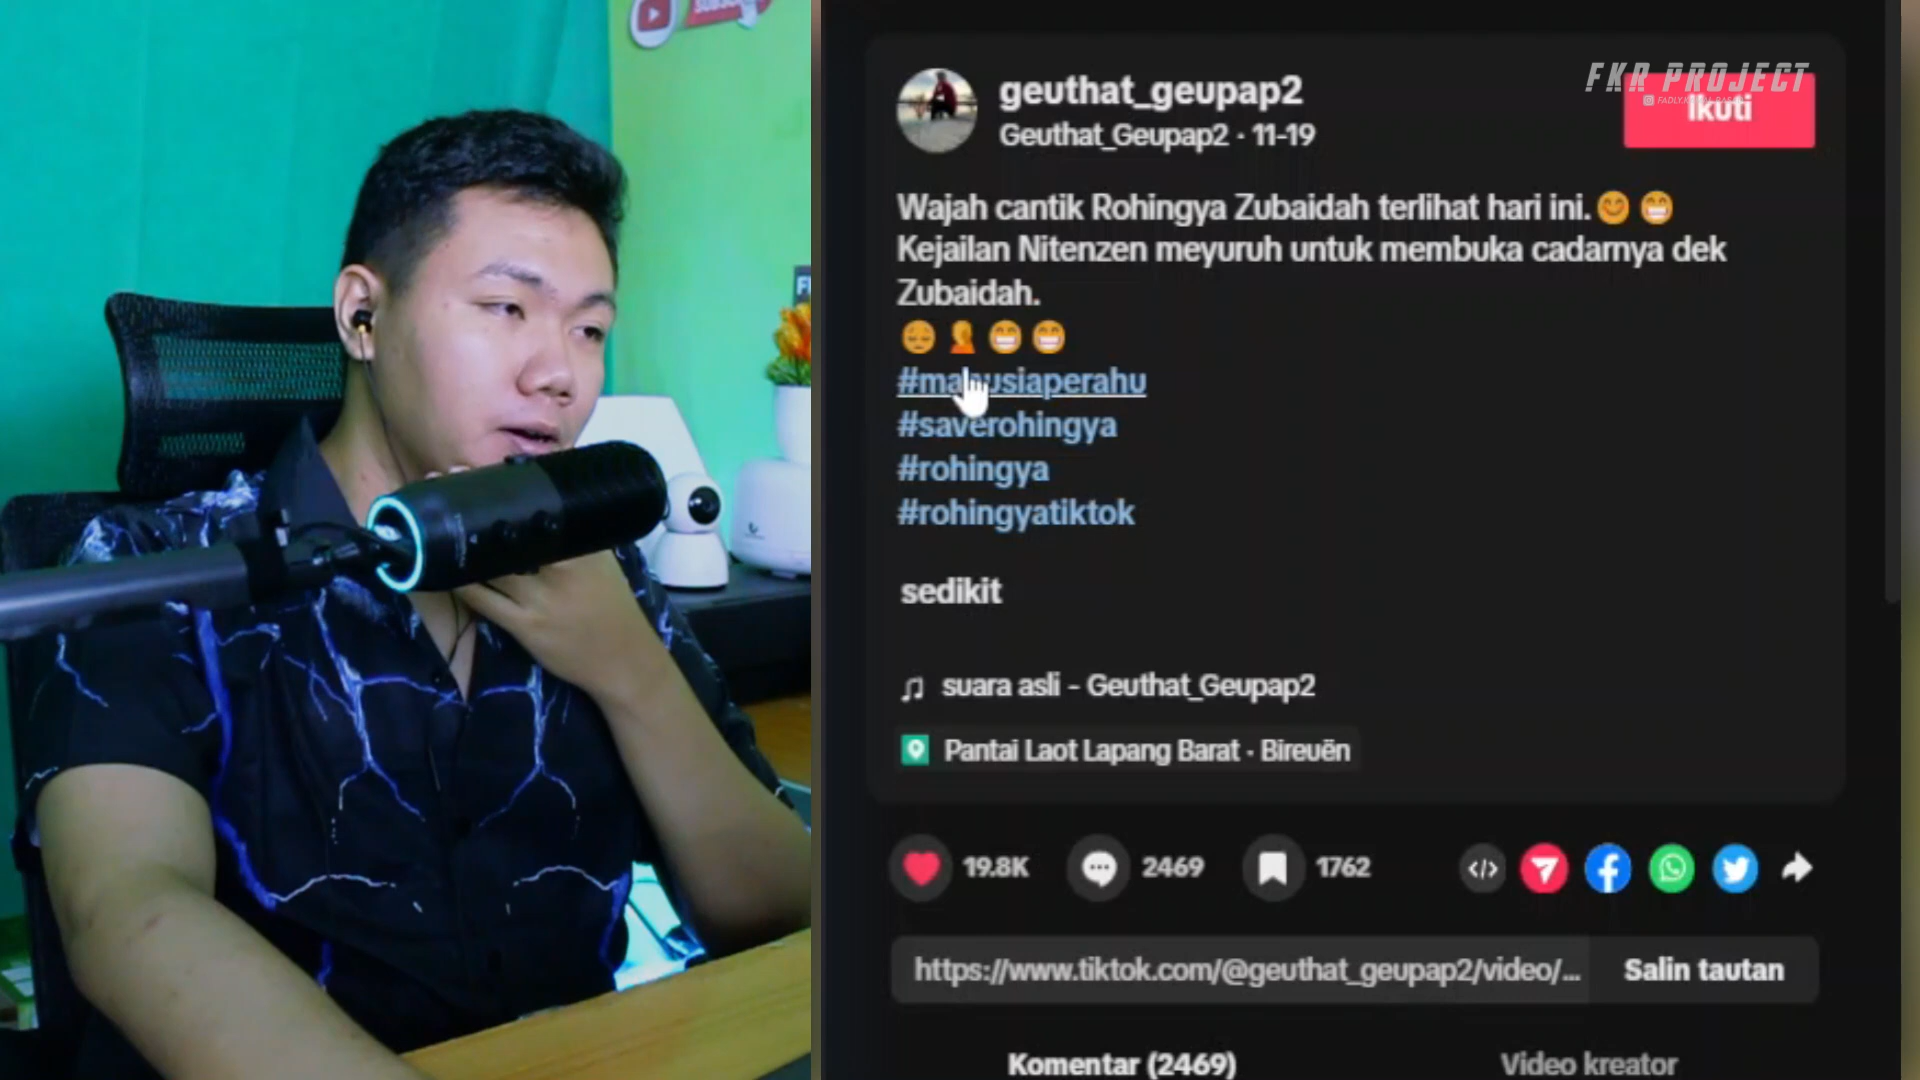 FKR PROJECT
geuthat_geupap2
Geuthat_Geupap2 · 11-19
Ikuti
Wajah cantik Rohingya Zubaidah terlihat hari ini.😊 😁
Kejailan Nitenzen meyuruh untuk membuka cadarnya dek
Zubaidah.
😔 🤦 😁 😁
#manusiaperahu
#saverohingya
#rohingya
#rohingyatiktok
sedikit
suara asli - Geuthat_Geupap2
Pantai Laot Lapang Barat · Bireuën
19.8K
2469
1762
https://www.tiktok.com/@geuthat_geupap2/video/...
Salin tautan
Komentar (2469)
Video kreator